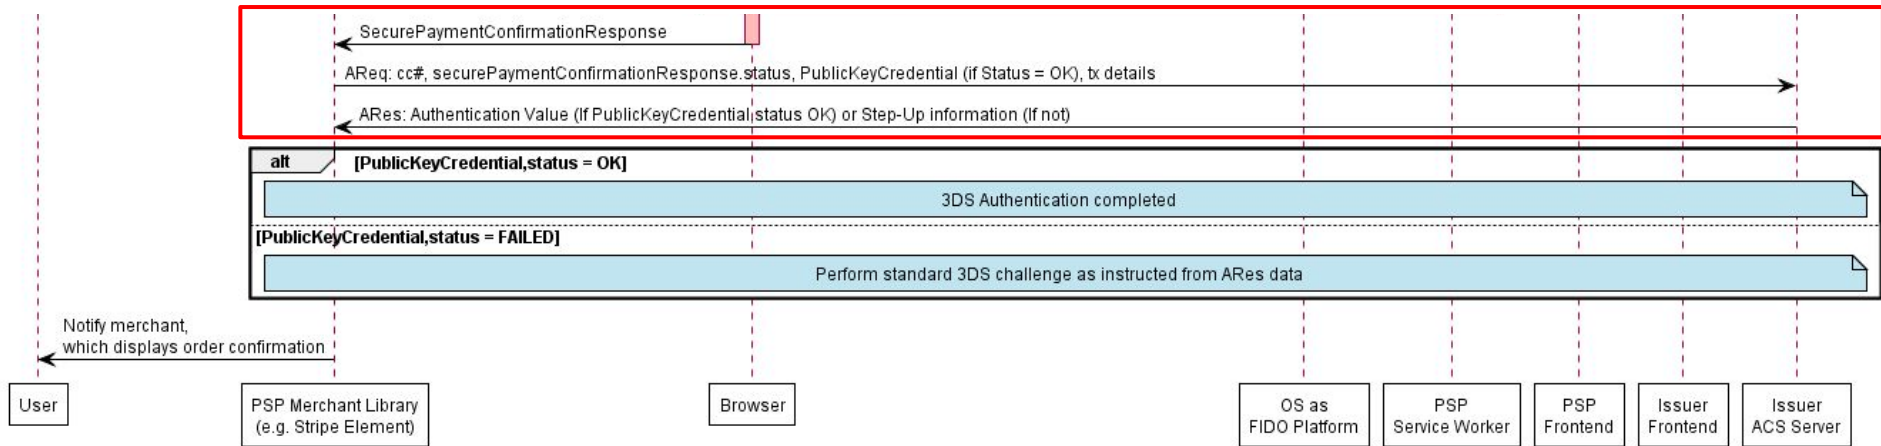 SecurePaymentConfirmationResponse
AReq: cc#, securePaymentConfirmationResponse.status, PublicKeyCredential (if Status = OK), tx details
ARes: Authentication Value (If PublicKeyCredential,status OK) or Step-Up information (If not)
alt [PublicKeyCredential,status = OK]
3DS Authentication completed
[PublicKeyCredential,status = FAILED]
Perform standard 3DS challenge as instructed from ARes data
Notify merchant,
which displays order confirmation
User
PSP Merchant Library
(e.g. Stripe Element)
Browser
OS as
FIDO Platform
PSP
Service Worker
PSP
Frontend
Issuer
Frontend
Issuer
ACS Server